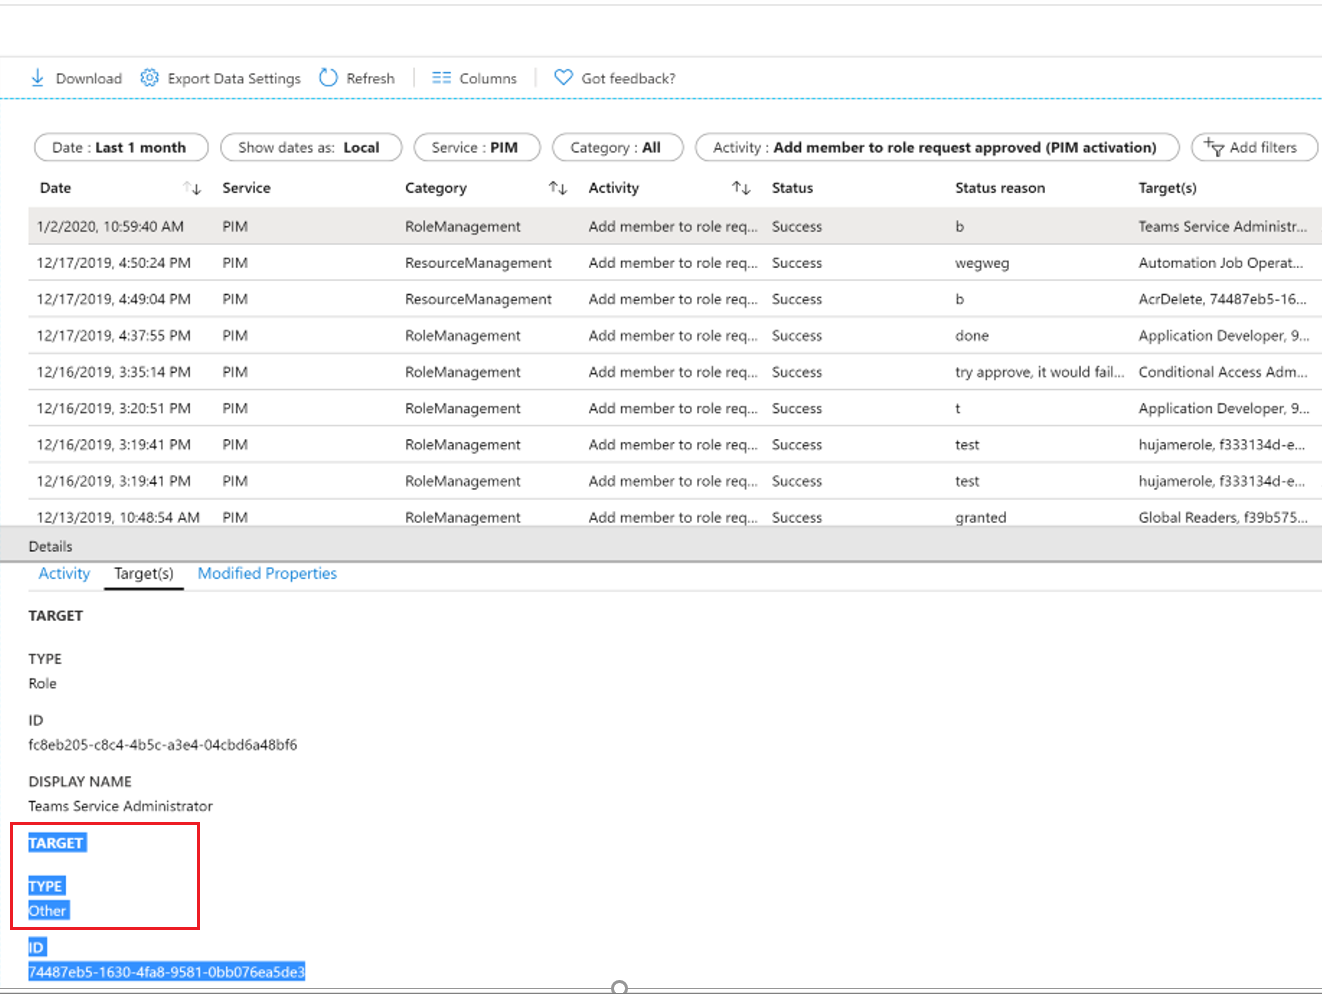 Download Export Data Settings Refresh Columns Got feedback?
Date : Last 1 month Show dates as: Local Service : PIM Category : All Activity : Add member to role request approved (PIM activation) Add filters
Date Service Category Activity Status Status reason Target(s)
1/2/2020, 10:59:40 AM PIM RoleManagement Add member to role req... Success b Teams Service Administr...
12/17/2019, 4:50:24 PM PIM ResourceManagement Add member to role req... Success wegweg Automation Job Operat...
12/17/2019, 4:49:04 PM PIM ResourceManagement Add member to role req... Success b AcrDelete, 74487eb5-16...
12/17/2019, 4:37:55 PM PIM RoleManagement Add member to role req... Success done Application Developer, 9...
12/16/2019, 3:35:14 PM PIM RoleManagement Add member to role req... Success try approve, it would fail... Conditional Access Adm...
12/16/2019, 3:20:51 PM PIM RoleManagement Add member to role req... Success t Application Developer, 9...
12/16/2019, 3:19:41 PM PIM RoleManagement Add member to role req... Success test hujamerole, f333134d-e...
12/16/2019, 3:19:41 PM PIM RoleManagement Add member to role req... Success test hujamerole, f333134d-e...
12/13/2019, 10:48:54 AM PIM RoleManagement Add member to role req... Success granted Global Readers, f39b575...
Details
Activity Target(s) Modified Properties
TARGET
TYPE
Role
ID
fc8eb205-c8c4-4b5c-a3e4-04cbd6a48bf6
DISPLAY NAME
Teams Service Administrator
TARGET
TYPE
Other
ID
74487eb5-1630-4fa8-9581-0bb076ea5de3